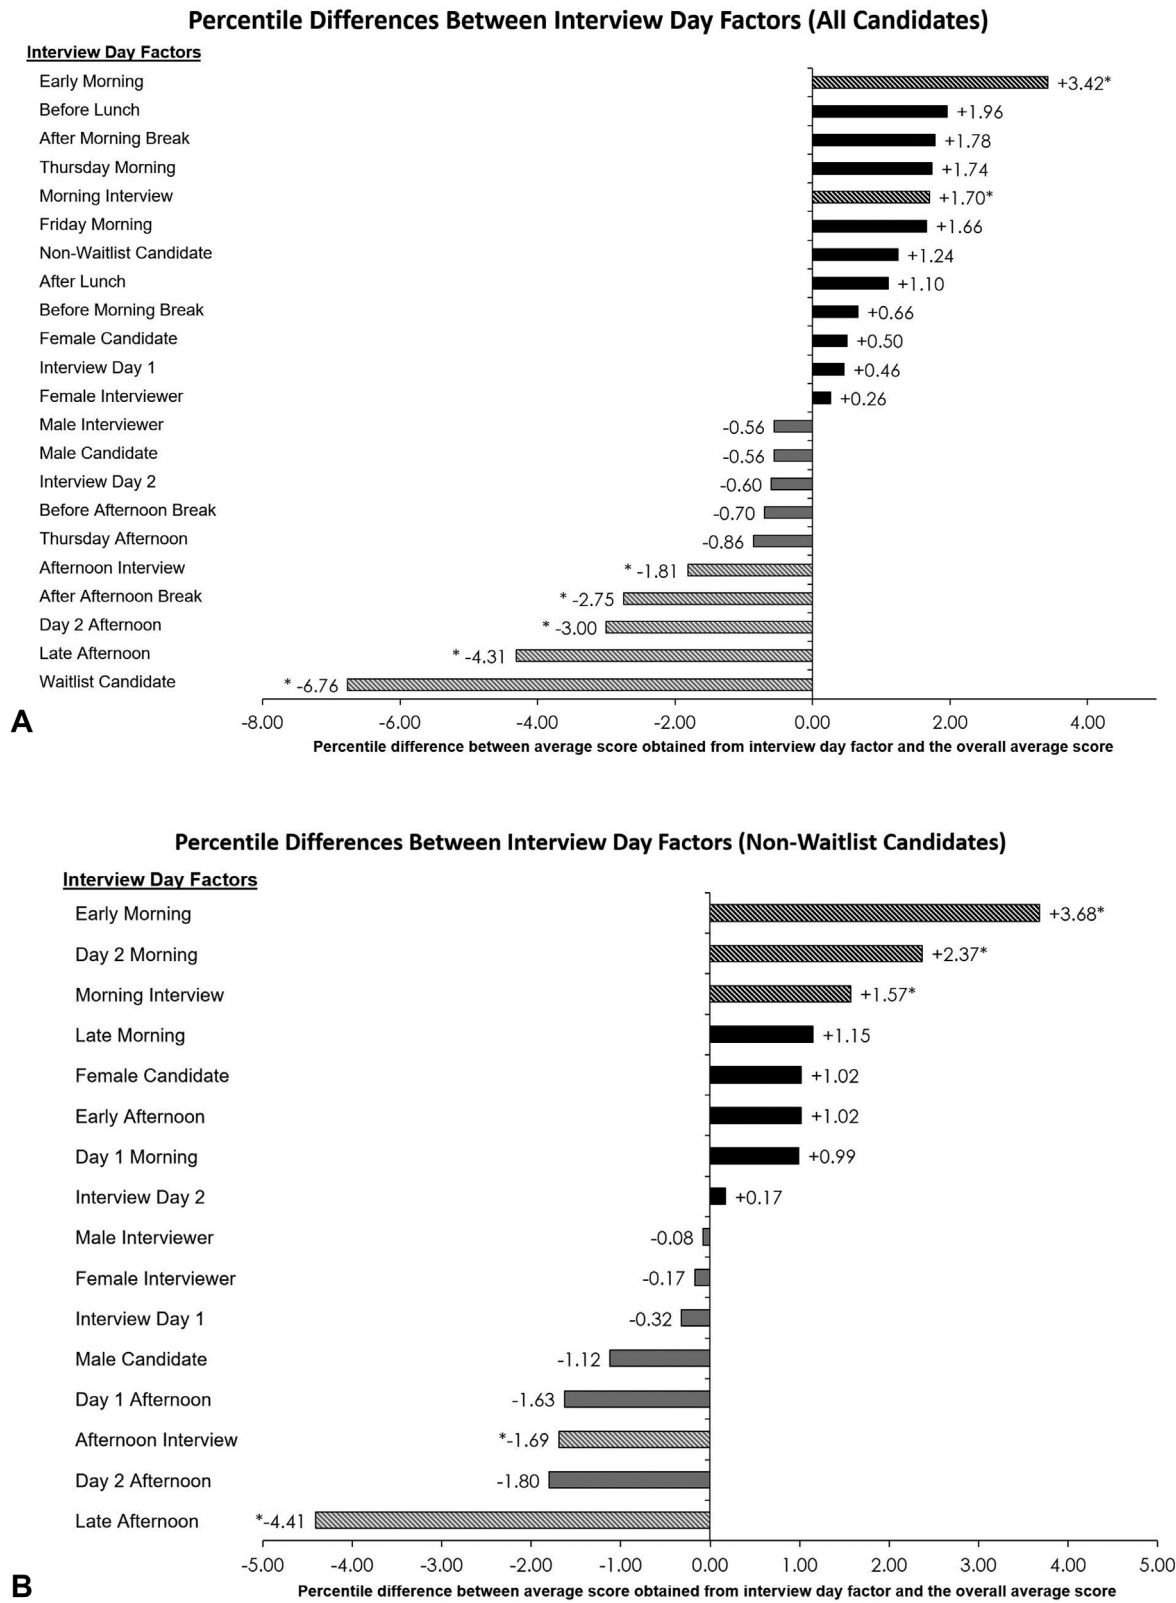 Percentile Differences Between Interview Day Factors (All Candidates)
Interview Day Factors
Early Morning +3.42*
Before Lunch +1.96
After Morning Break +1.78
Thursday Morning +1.74
Morning Interview +1.70*
Friday Morning +1.66
Non-Waitlist Candidate +1.24
After Lunch +1.10
Before Morning Break +0.66
Female Candidate +0.50
Interview Day 1 +0.46
Female Interviewer +0.26
Male Interviewer -0.56
Male Candidate -0.56
Interview Day 2 -0.60
Before Afternoon Break -0.70
Thursday Afternoon -0.86
Afternoon Interview * -1.81
After Afternoon Break * -2.75
Day 2 Afternoon * -3.00
Late Afternoon * -4.31
Waitlist Candidate * -6.76
A -8.00 -6.00 -4.00 -2.00 0.00 2.00 4.00
Percentile difference between average score obtained from interview day factor and the overall average score
Percentile Differences Between Interview Day Factors (Non-Waitlist Candidates)
Interview Day Factors
Early Morning +3.68*
Day 2 Morning +2.37*
Morning Interview +1.57*
Late Morning +1.15
Female Candidate +1.02
Early Afternoon +1.02
Day 1 Morning +0.99
Interview Day 2 +0.17
Male Interviewer -0.08
Female Interviewer -0.17
Interview Day 1 -0.32
Male Candidate -1.12
Day 1 Afternoon -1.63
Afternoon Interview *-1.69
Day 2 Afternoon -1.80
Late Afternoon *-4.41
-5.00 -4.00 -3.00 -2.00 -1.00 0.00 1.00 2.00 3.00 4.00 5.00
B Percentile difference between average score obtained from interview day factor and the overall average score